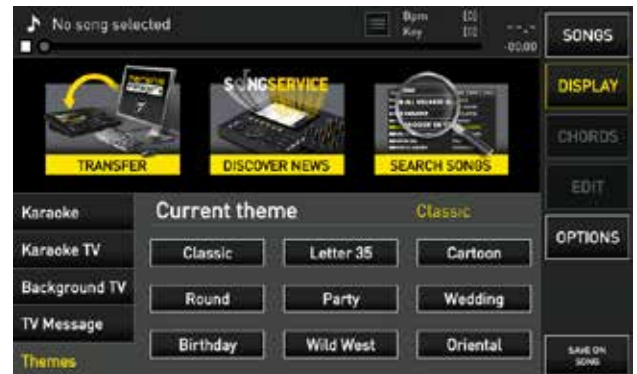 No song selected
Bpm [0]
Key [0]
--.-
-00.00
SONGS
DISPLAY
CHORDS
EDIT
OPTIONS
SAVE ON
SONG
TRANSFER
SONGSERVICE
DISCOVER NEWS
SEARCH SONGS
Karaoke
Karaoke TV
Background TV
TV Message
Themes
Current theme Classic
Classic Letter 35 Cartoon
Round Party Wedding
Birthday Wild West Oriental